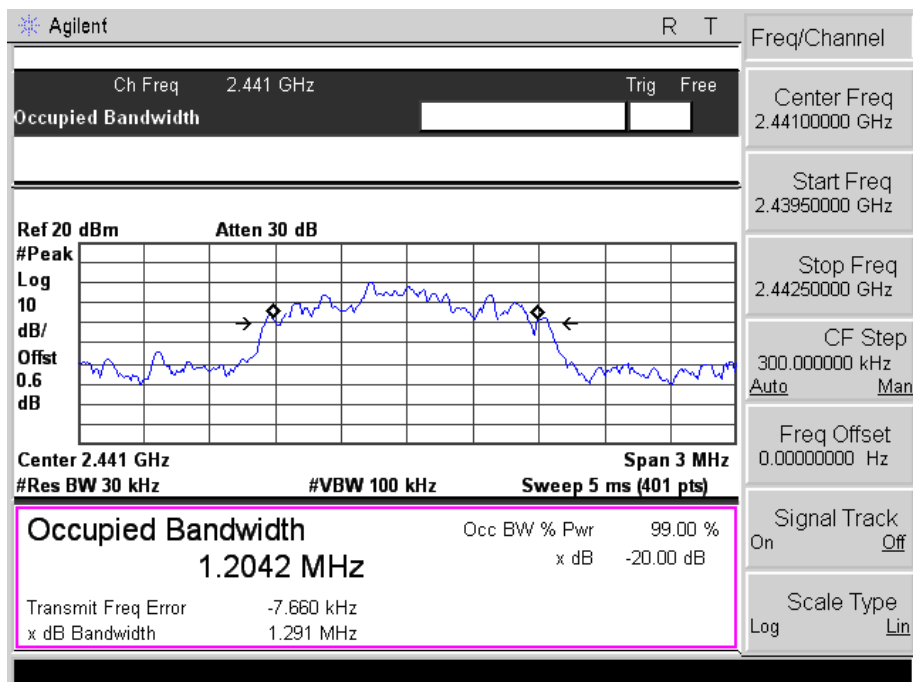 Agilent R T
Ch Freq 2.441 GHz Trig Free
Occupied Bandwidth
Ref 20 dBm Atten 30 dB
#Peak
Log
10
dB/
Offst
0.6
dB
Center 2.441 GHz Span 3 MHz
#Res BW 30 kHz #VBW 100 kHz Sweep 5 ms (401 pts)
Occupied Bandwidth Occ BW % Pwr 99.00 %
1.2042 MHz x dB -20.00 dB
Transmit Freq Error -7.660 kHz
x dB Bandwidth 1.291 MHz
Freq/Channel
Center Freq
2.44100000 GHz
Start Freq
2.43950000 GHz
Stop Freq
2.44250000 GHz
CF Step
300.000000 kHz
Auto Man
Freq Offset
0.00000000 Hz
Signal Track
On Off
Scale Type
Log Lin